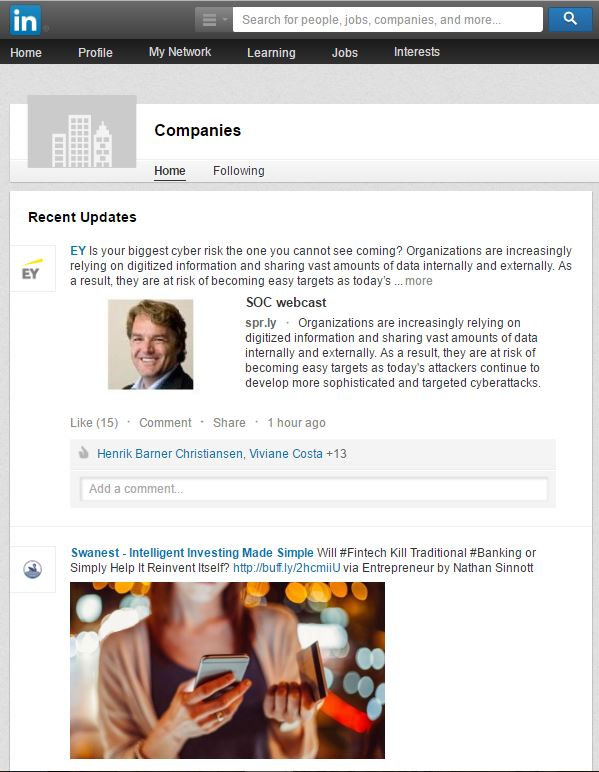 in
Search for people, jobs, companies, and more...
Home Profile My Network Learning Jobs Interests
Companies
Home Following
Recent Updates
EY
EY Is your biggest cyber risk the one you cannot see coming? Organizations are increasingly
relying on digitized information and sharing vast amounts of data internally and externally. As
a result, they are at risk of becoming easy targets as today's ... more
SOC webcast
spr.ly · Organizations are increasingly relying on
digitized information and sharing vast amounts of data
internally and externally. As a result, they are at risk of
becoming easy targets as today's attackers continue to
develop more sophisticated and targeted cyberattacks.
Like (15) · Comment · Share · 1 hour ago
Henrik Barner Christiansen, Viviane Costa +13
Add a comment...
Swanest - Intelligent Investing Made Simple Will #Fintech Kill Traditional #Banking or
Simply Help It Reinvent Itself? http://buff.ly/2hcmiiU via Entrepreneur by Nathan Sinnott